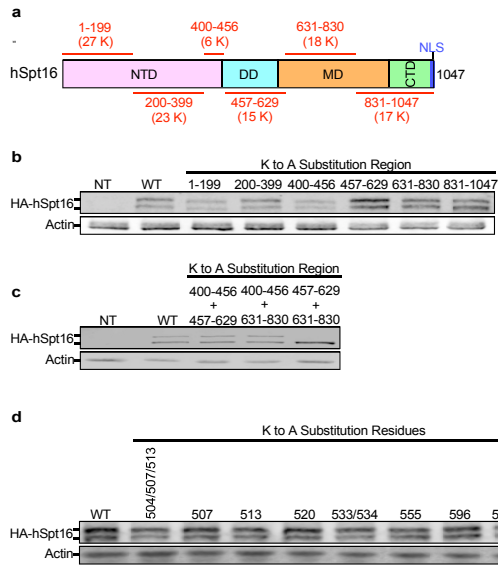 a
1-199
(27 K)
400-456
(6 K)
631-830
(18 K)
NLS
-
hSpt16
NTD
DD
MD
CTD
1047
200-399
(23 K)
457-629
(15 K)
831-1047
(17 K)
b
K to A Substitution Region
NT WT 1-199 200-399 400-456 457-629 631-830 831-1047
HA-hSpt16
Actin
c
K to A Substitution Region
400-456 400-456 457-629
+ + +
NT WT 457-629 631-830 631-830
HA-hSpt16
Actin
d
K to A Substitution Residues
504/507/513
WT 507 513 520 533/534 555 596 5
HA-hSpt16
Actin